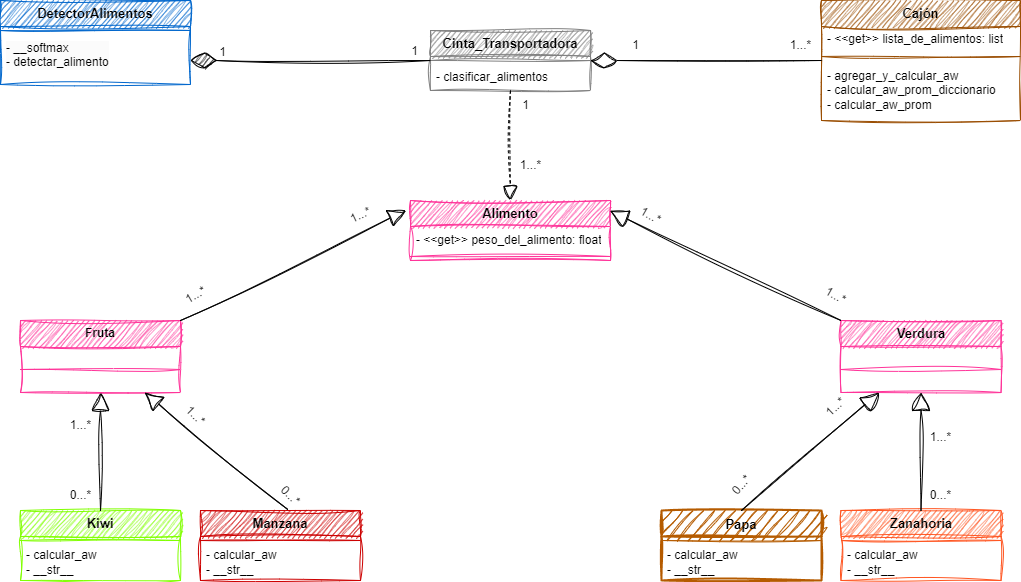 DetectorAlimentos
- __softmax
- detectar_alimento
1
1
Cinta_Transportadora
- clasificar_alimentos
1
1...*
Cajón
- <<get>> lista_de_alimentos: list
- agregar_y_calcular_aw
- calcular_aw_prom_diccionario
- calcular_aw_prom
1
1...*
Alimento
- <<get>> peso_del_alimento: float
1...*
1...*
1...*
1...*
Fruta
Verdura
1...*
1...*
0...*
0...*
1...*
1...*
0...*
0...*
Kiwi
- calcular_aw
- __str__
Manzana
- calcular_aw
- __str__
Papa
- calcular_aw
- __str__
Zanahoria
- calcular_aw
- __str__